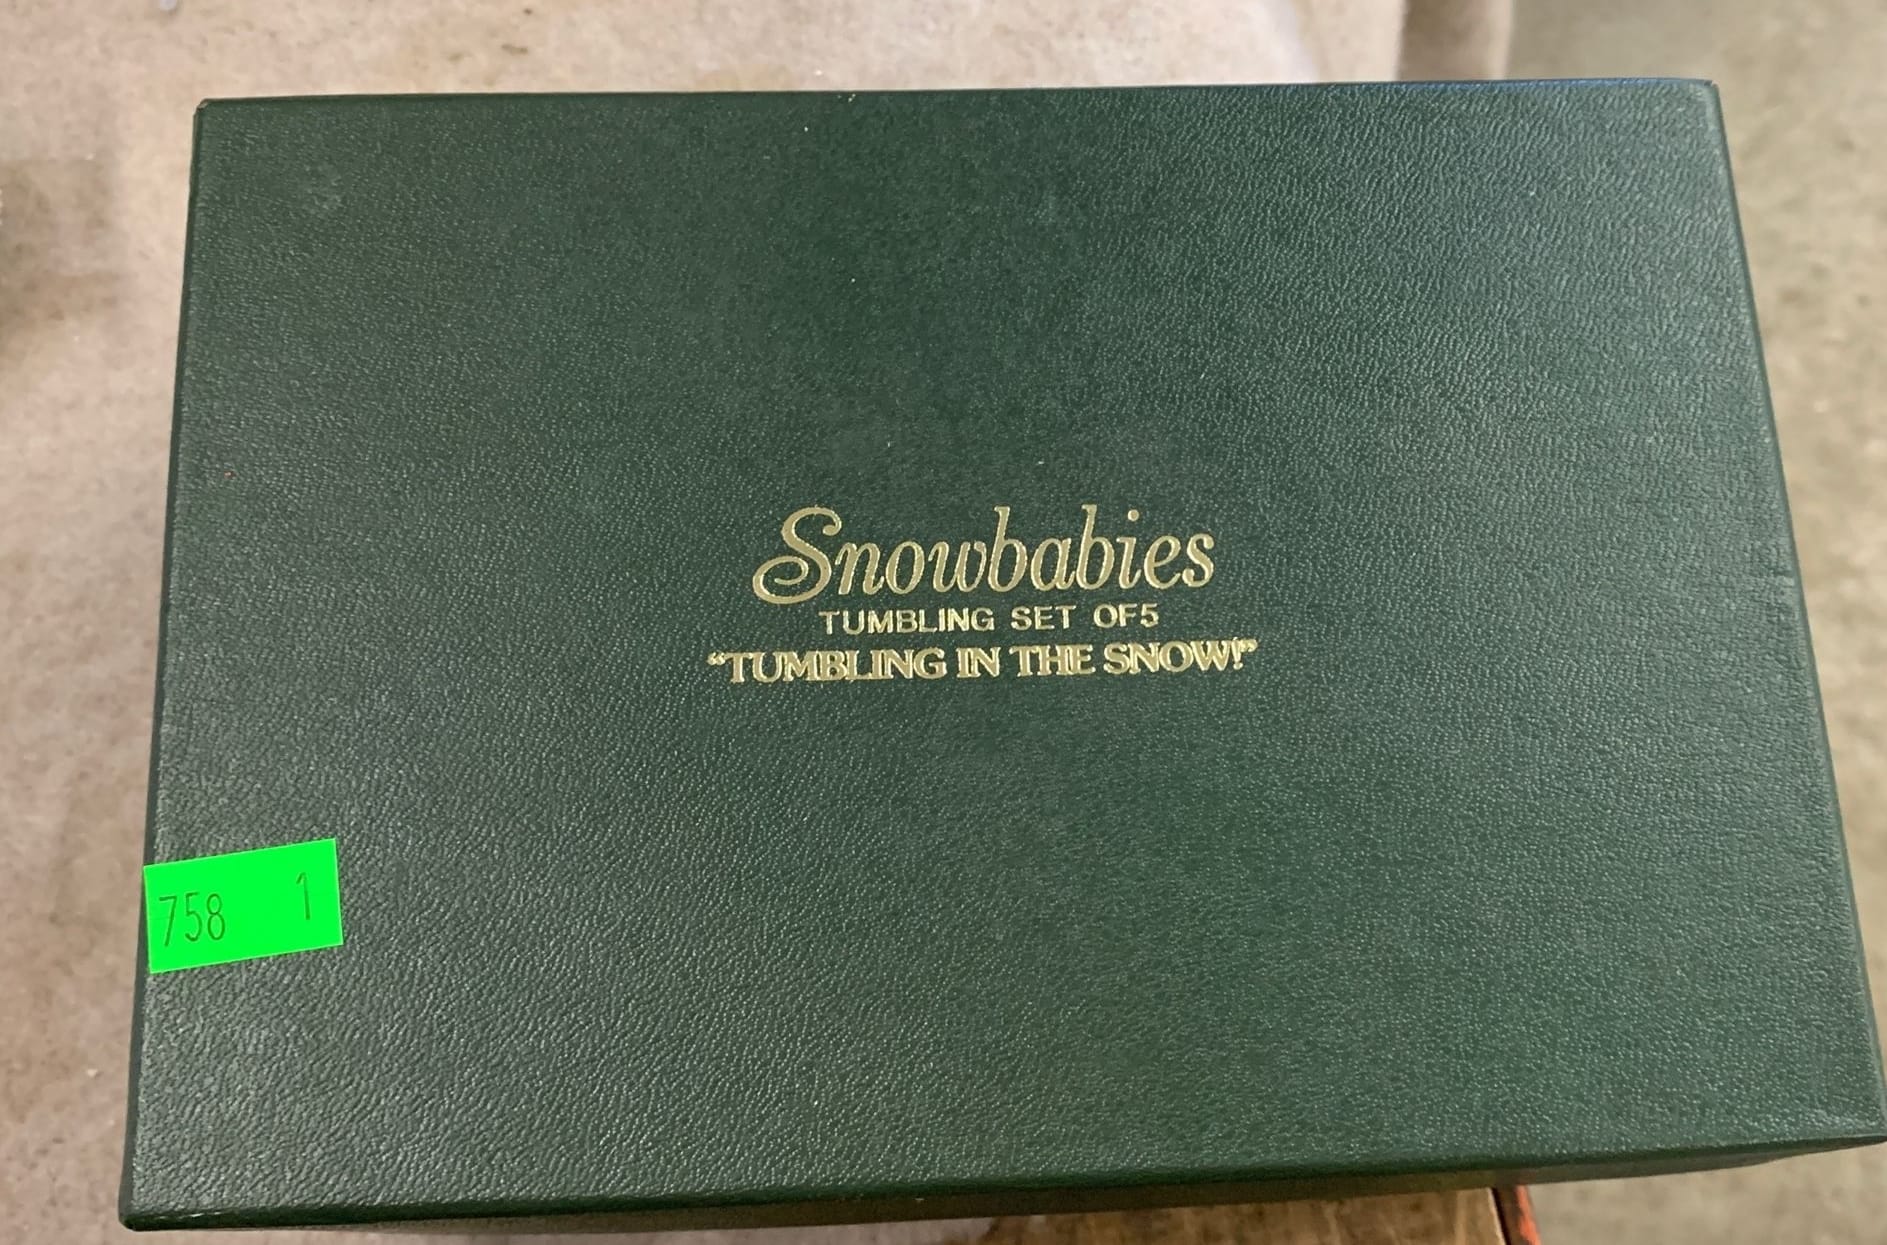 Snowbabies
TUMBLING SET OF5
“TUMBLING IN THE SNOW!”
758 1